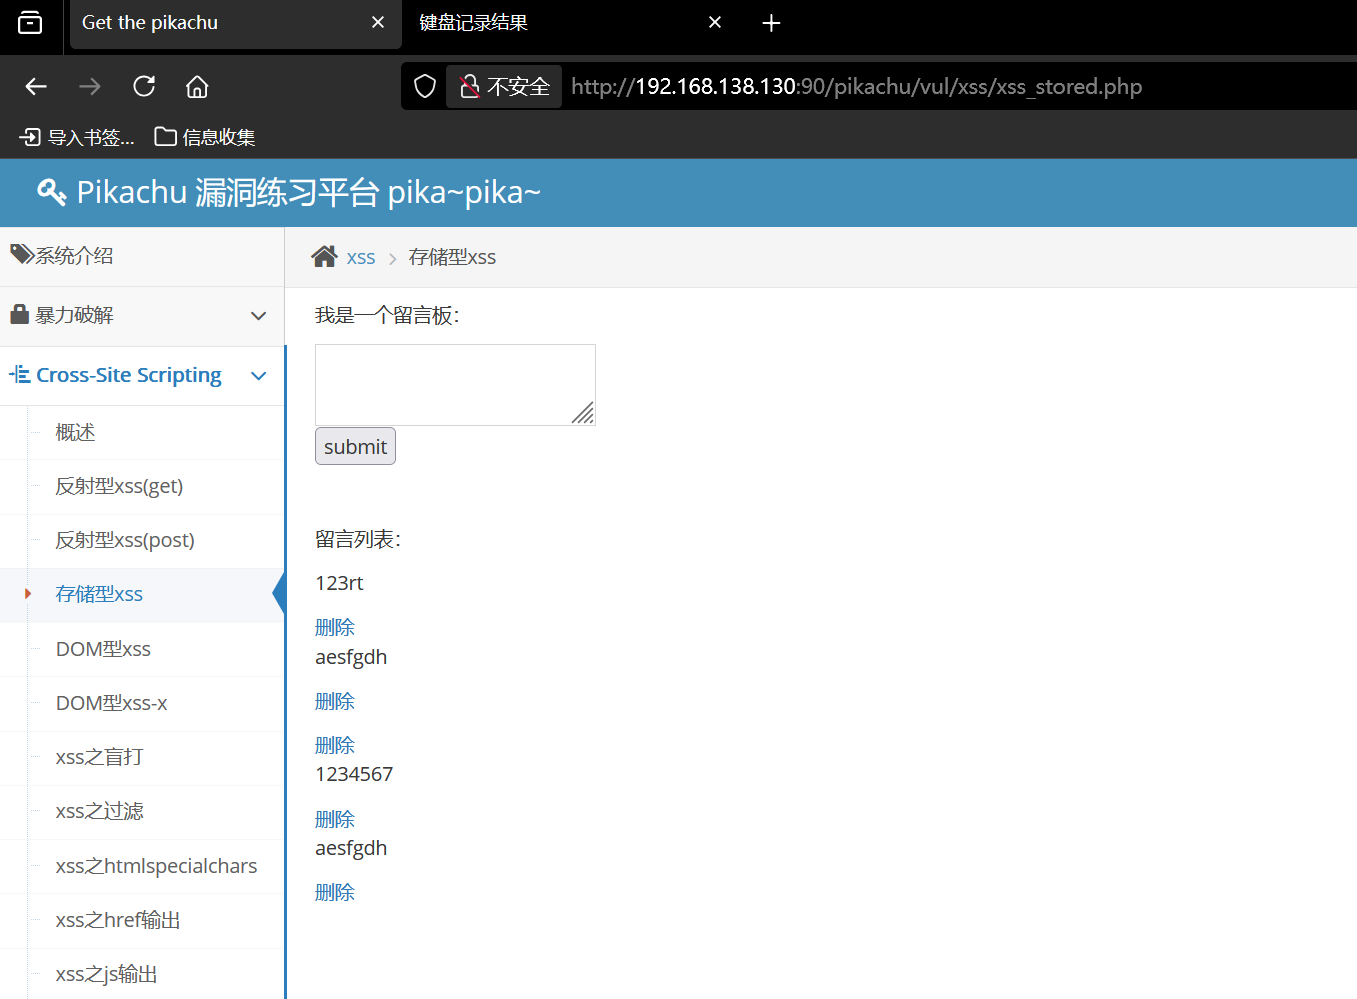 Get the pikachu
键盘记录结果
不安全 http://192.168.138.130:90/pikachu/vul/xss/xss_stored.php
导入书签... 信息收集
Pikachu 漏洞练习平台 pika~pika~
系统介绍
暴力破解
Cross-Site Scripting
概述
反射型xss(get)
反射型xss(post)
存储型xss
DOM型xss
DOM型xss-x
xss之盲打
xss之过滤
xss之htmlspecialchars
xss之href输出
xss之js输出
xss > 存储型xss
我是一个留言板：
submit
留言列表：
123rt
删除
aesfgdh
删除
删除
1234567
删除
aesfgdh
删除